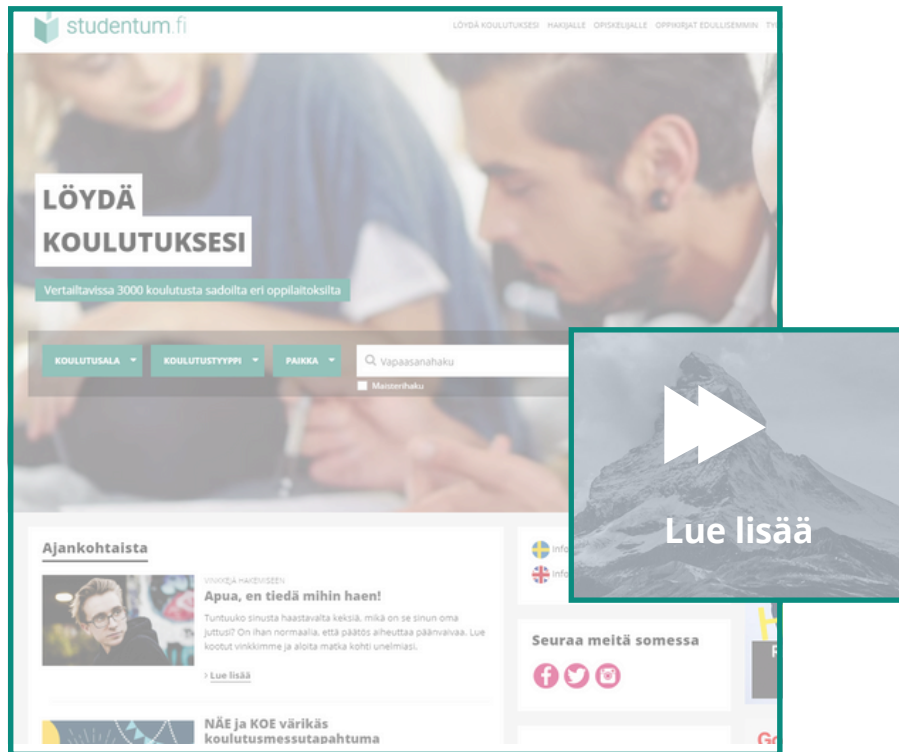 studentum.fi
LÖYDÄ KOULUTUKSESI HAKIJALLE OPISKELIJALLE OPPIKIRJAT EDULLISEMMIN
LÖYDÄ
KOULUTUKSESI
Vertailtavissa 3000 koulutusta sadoilta eri oppilaitoksilta
KOULUTUSALA KOULUTUSTYYPPI PAIKKA Vapaasanahaku
Maisterihaku
Lue lisää
Ajankohtaista
VINKKEJÄ HAKEMISEEN
Apua, en tiedä mihin haen!
Tuntuuko sinusta haastavalta keksiä, mikä on se sinun oma
juttusi? On ihan normaalia, että päätös aiheuttaa päänvaivaa. Lue
kootut vinkkimme ja aloita matka kohti unelmiasi.
> Lue lisää
NÄE ja KOE värikäs
koulutusmessutapahtuma
Info
Info
Seuraa meitä somessa